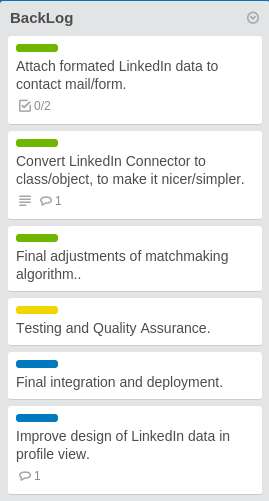 BackLog
Attach formated LinkedIn data to
contact mail/form.
0/2
Convert LinkedIn Connector to
class/object, to make it nicer/simpler.
1
Final adjustments of matchmaking
algorithm..
Testing and Quality Assurance.
Final integration and deployment.
Improve design of LinkedIn data in
profile view.
1